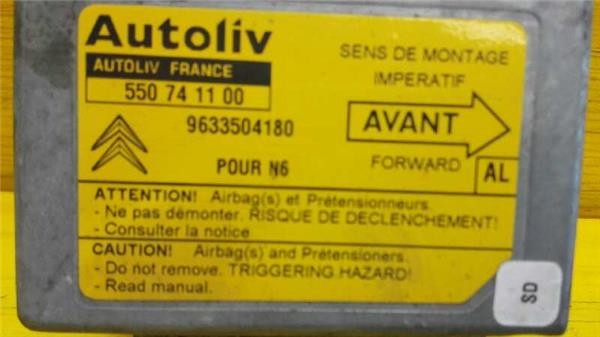 Autoliv
AUTOLIV FRANCE
550 74 11 00
9633504180
POUR N6
SENS DE MONTAGE
IMPERATIF
AVANT
FORWARD
AL
ATTENTION! Airbag(s) et Prétensionneurs
- Ne pas démonter. RISQUE DE DECLENCHEMENT!
- Consulter la notice
CAUTION! Airbag(s) and Pretensioners
- Do not remove. TRIGGERING HAZARD!
- Read manual.
SD